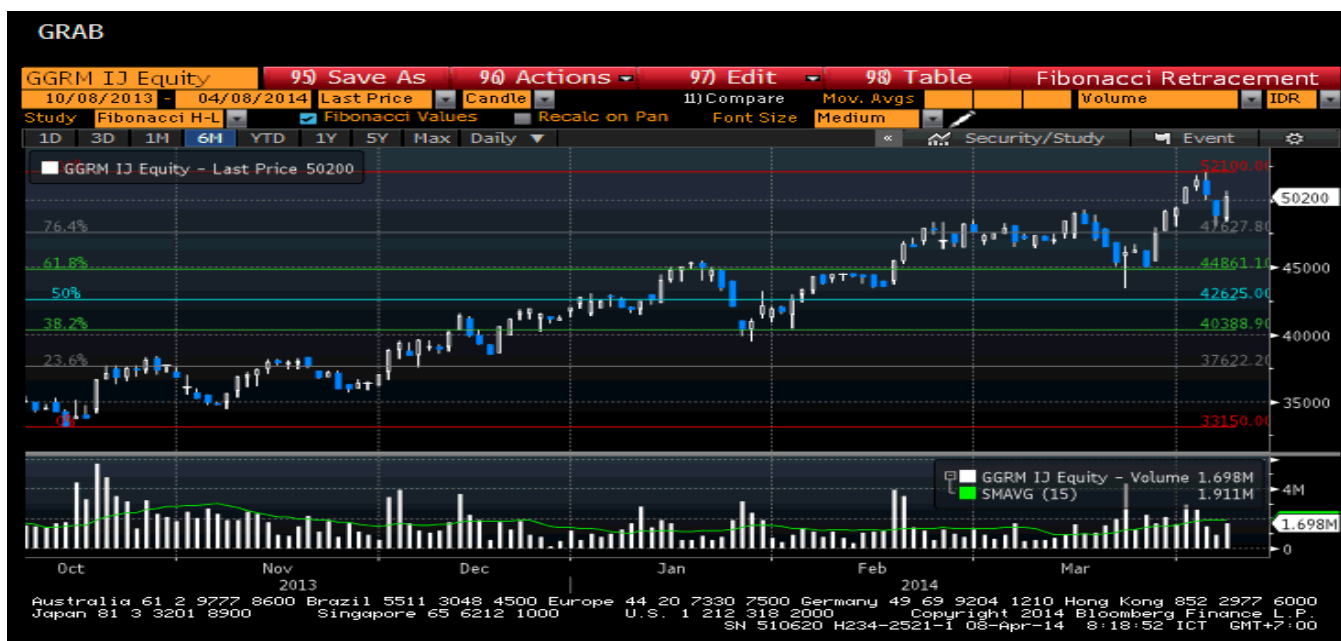 GRAB
GGRM IJ Equity 95) Save As 96) Actions 97) Edit 98) Table Fibonacci Retracement
10/08/2013 - 04/08/2014 Last Price Candle 11) Compare Mov. Avgs Volume IDR
Study Fibonacci H-L Fibonacci Values Recalc on Pan Font Size Medium
1D 3D 1M 6M YTD 1Y 5Y Max Daily ▼ « Security/Study Event
GGRM IJ Equity - Last Price 50200
52100.00
50200
76.4% 47627.80
61.8% 44861.10
45000
50% 42625.00
38.2% 40388.90
40000
23.6% 37622.20
35000
0% 33150.00
GGRM IJ Equity - Volume 1.698M
SMAVG (15) 1.911M
4M
1.698M
0
Oct Nov Dec Jan Feb Mar
2013 2014
Australia 61 2 9777 8600 Brazil 5511 3048 4500 Europe 44 20 7330 7500 Germany 49 69 9204 1210 Hong Kong 852 2977 6000
Japan 81 3 3201 8900 Singapore 65 6212 1000 U.S. 1 212 318 2000 Copyright 2014 Bloomberg Finance L.P.
SN 510620 H234-2521-1 08-Apr-14 8:18:52 ICT GMT+7:00